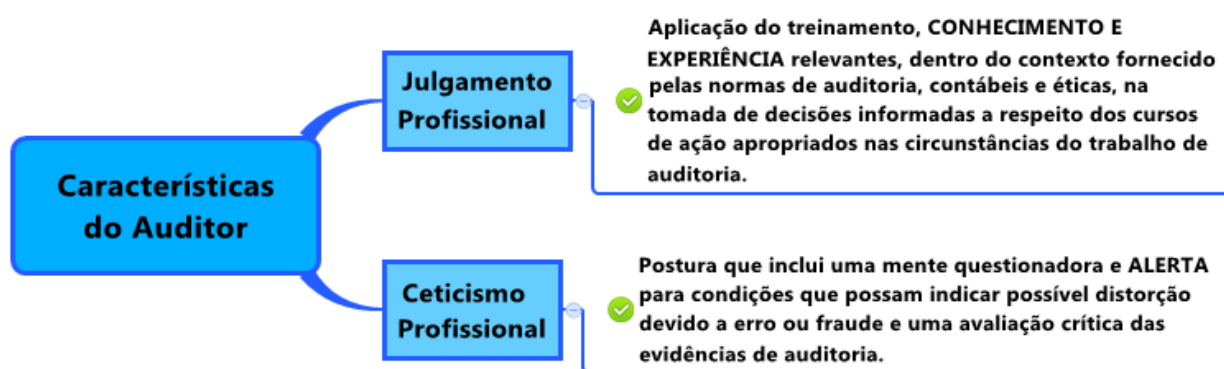 Características
do Auditor
Julgamento
Profissional
Aplicação do treinamento, CONHECIMENTO E
EXPERIÊNCIA relevantes, dentro do contexto fornecido
pelas normas de auditoria, contábeis e éticas, na
tomada de decisões informadas a respeito dos cursos
de ação apropriados nas circunstâncias do trabalho de
auditoria.
Ceticismo
Profissional
Postura que inclui uma mente questionadora e ALERTA
para condições que possam indicar possível distorção
devido a erro ou fraude e uma avaliação crítica das
evidências de auditoria.